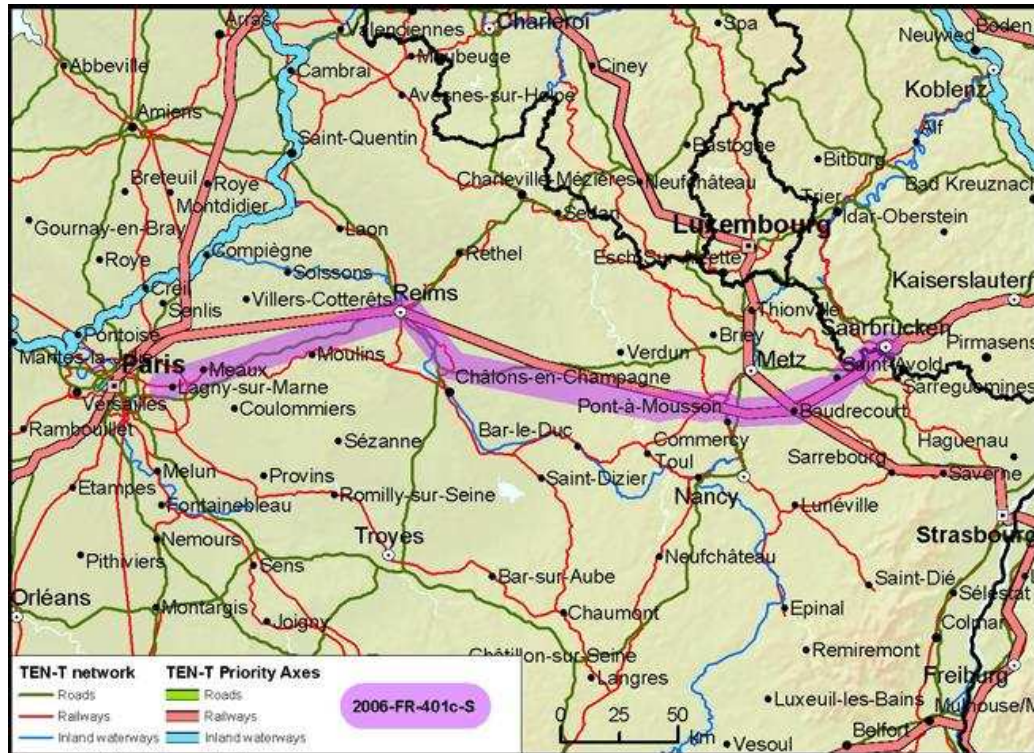 Arras
Valenciennes
Charleroi
Spa
Boden
Neuwied
Abbeville
Cambrai
Maubeuge
Ciney
Koblenz
Avesnes-sur-Helpe
Amiens
Saint-Quentin
Bastogne
Alf
Bitburg
Breteuil
Roye
Charleville-Mézières
Neufchâteau
Trier
Bad Kreuznach
Montdidier
Sedan
Idar-Oberstein
Gournay-en-Bray
Laon
Luxembourg
Roye
Compiègne
Rethel
Soissons
Kaiserslautern
Creil
Villers-Cotterêts
Reims
Senlis
Thionville
Pontoise
Briey
Saarbrücken
Mantes-la-
Paris
Moulins
Verdun
Metz
Saint-Avold
Pirmasens
Meaux
Lagny-sur-Marne
Châlons-en-Champagne
Sarreguemines
Versailles
Coulommiers
Pont-à-Mousson
Baudrecourt
Rambouillet
Sézanne
Bar-le-Duc
Commercy
Haguenau
Melun
Provins
Saint-Dizier
Toul
Sarrebourg
Saverne
Etampes
Romilly-sur-Seine
Nancy
Fontainebleau
Lunéville
Nemours
Troyes
Strasbourg
Pithiviers
Sens
Neufchâteau
Bar-sur-Aube
Saint-Dié
Sélestat
Orléans
Montargis
Chaumont
Epinal
Joigny
Colmar
Châtillon-sur-Seine
Remiremont
Langres
Freiburg
Luxeuil-les-Bains
Mulhouse/M
Belfort
Vesoul
TEN-T network
Roads
Railways
Inland waterways
TEN-T Priority Axes
Roads
Railways
Inland waterways
2006-FR-401c-S
0 25 50
Km